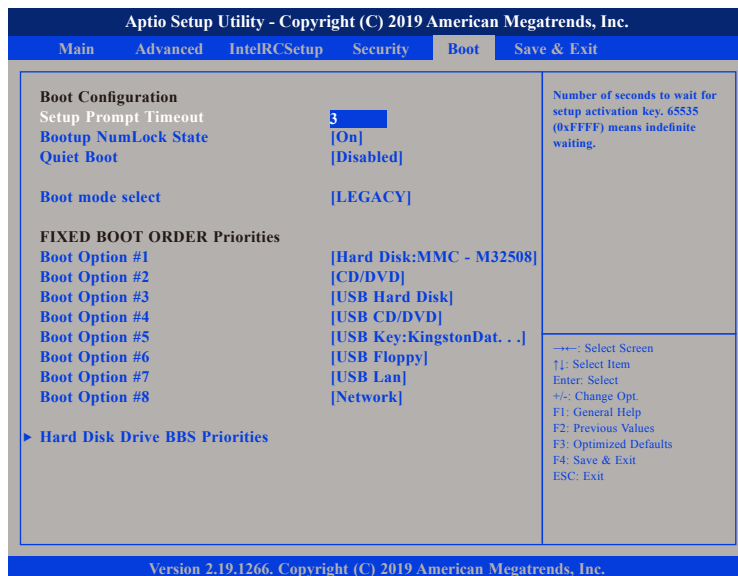 Aptio Setup Utility - Copyright (C) 2019 American Megatrends, Inc.
Main Advanced IntelRCSetup Security Boot Save & Exit
Boot Configuration
Setup Prompt Timeout 3
Bootup NumLock State [On]
Quiet Boot [Disabled]
Boot mode select [LEGACY]
FIXED BOOT ORDER Priorities
Boot Option #1 [Hard Disk:MMC - M32508]
Boot Option #2 [CD/DVD]
Boot Option #3 [USB Hard Disk]
Boot Option #4 [USB CD/DVD]
Boot Option #5 [USB Key:KingstonDat. . .]
Boot Option #6 [USB Floppy]
Boot Option #7 [USB Lan]
Boot Option #8 [Network]
▶ Hard Disk Drive BBS Priorities
Number of seconds to wait for
setup activation key. 65535
(0xFFFF) means indefinite
waiting.
→←: Select Screen
↑↓: Select Item
Enter: Select
+/-: Change Opt.
F1: General Help
F2: Previous Values
F3: Optimized Defaults
F4: Save & Exit
ESC: Exit
Version 2.19.1266. Copyright (C) 2019 American Megatrends, Inc.